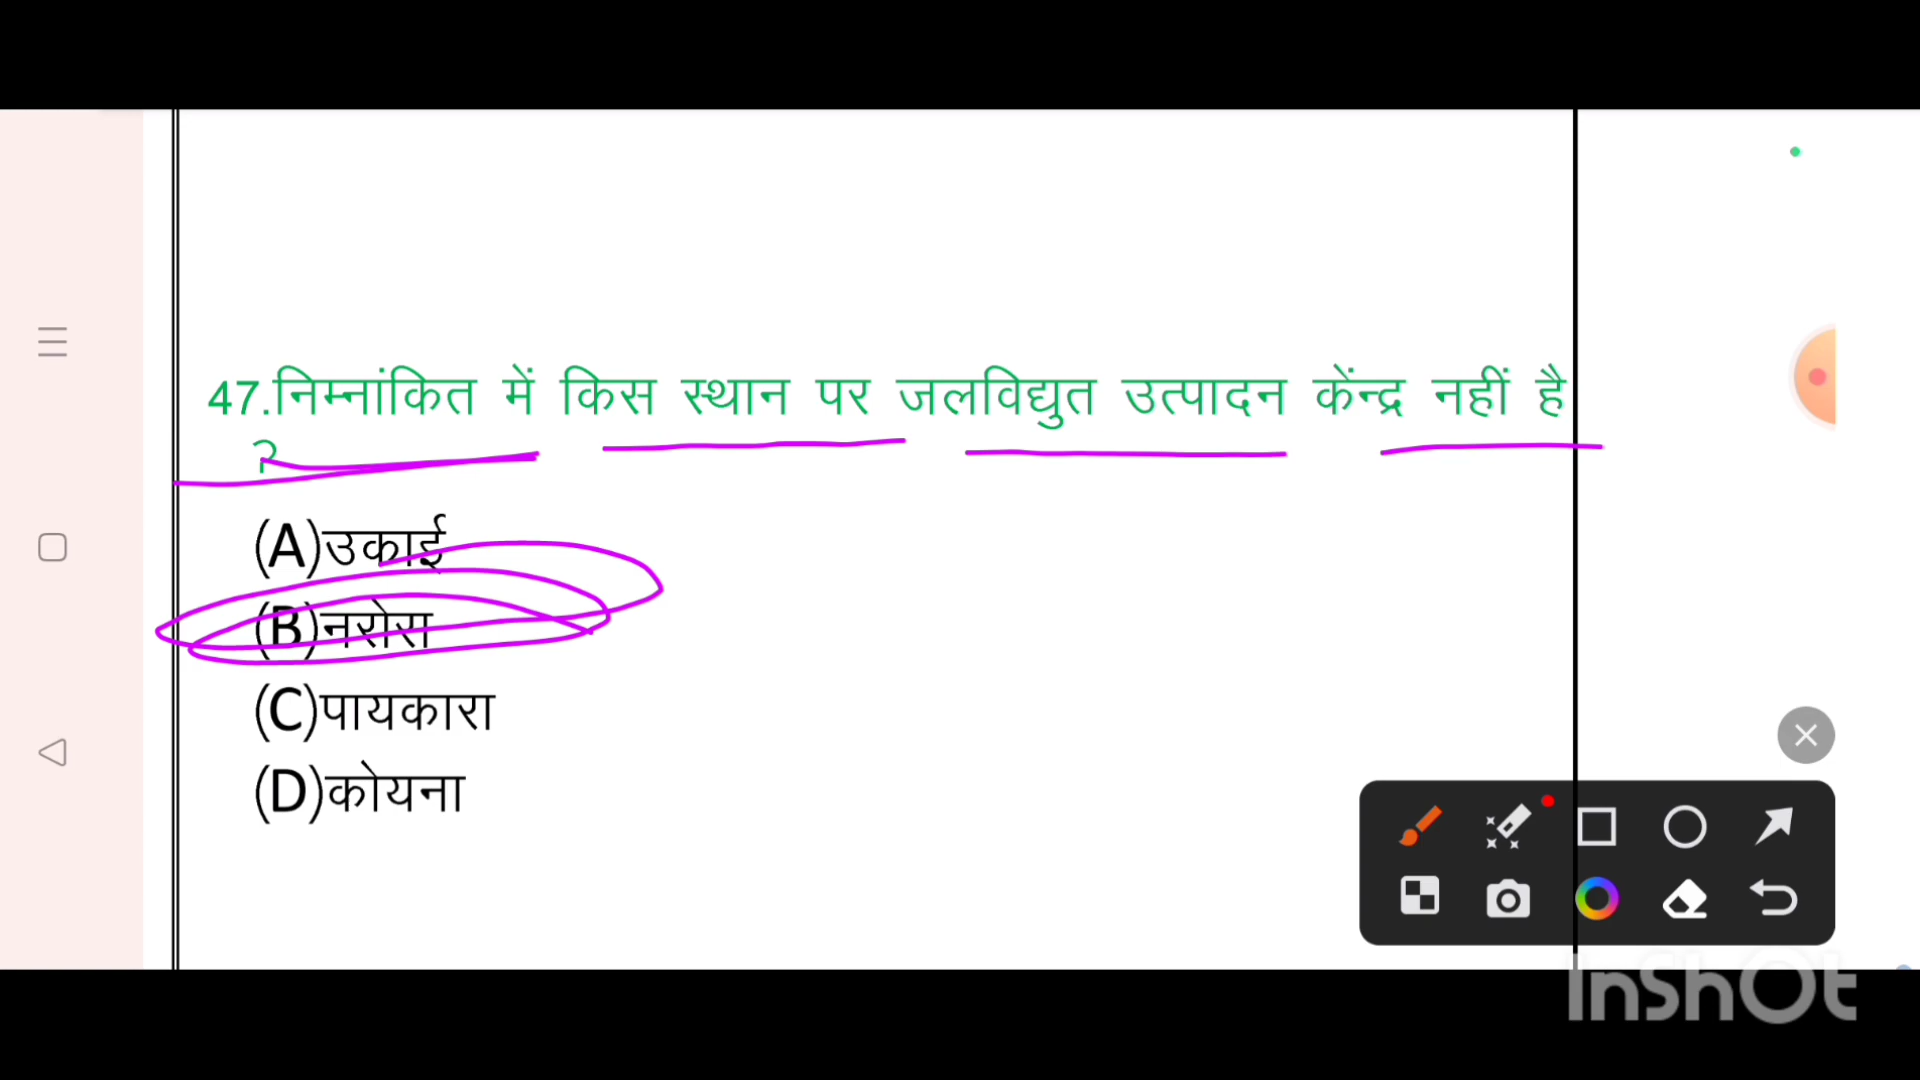 47.निम्नांकित में किस स्थान पर जलविद्युत उत्पादन केंन्द्र नहीं है
?
(A)उकाई
(B)नरोरा
(C)पायकारा
(D)कोयना
InShOt